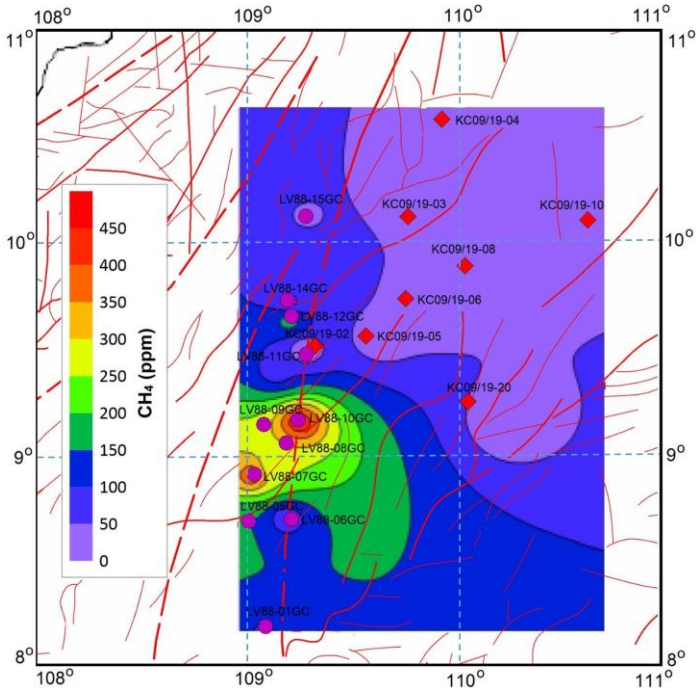 108° 109° 110° 111°
11° 11°
KC09/19-04
LV88-15GC
KC09/19-03
KC09/19-10
10° 10°
KC09/19-08
LV88-14GC
KC09/19-06
LV88-12GC
KC09/19-02
KC09/19-05
LV88-11GC
KC09/19-20
LV88-09GC
LV88-10GC
LV88-08GC
9° 9°
LV88-07GC
LV88-05GC
LV88-06GC
LV88-01GC
450
400
350
300
250
200
150
100
50
0
CH₄ (ppm)
8° 8°
108° 109° 110° 111°